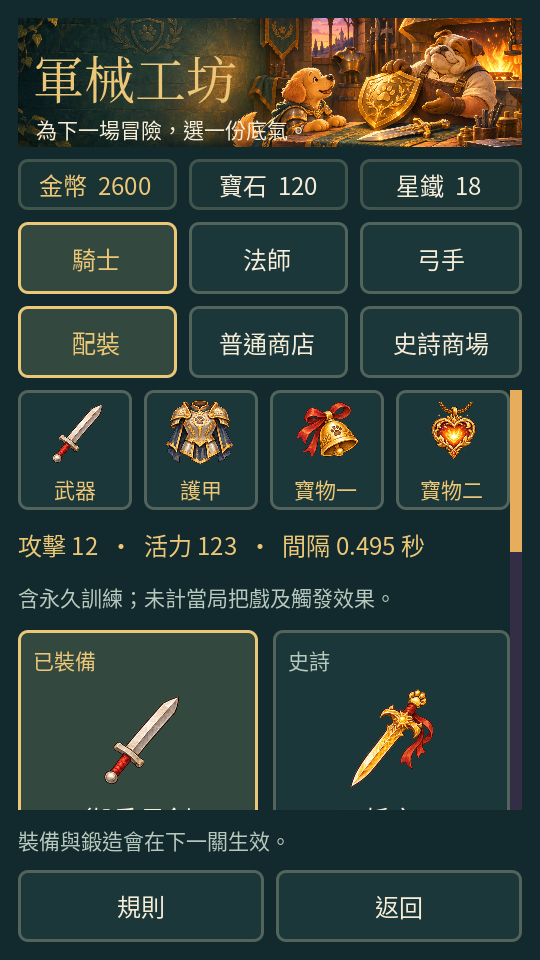 軍械工坊
為下一場冒險，選一份底氣。
金幣 2600
寶石 120
星鐵 18
騎士
法師
弓手
配裝
普通商店
史詩商場
武器
護甲
寶物一
寶物二
攻擊 12 · 活力 123 · 間隔 0.495 秒
含永久訓練；未計當局把戲及觸發效果。
已裝備
史詩
裝備與鍛造會在下一關生效。
規則
返回